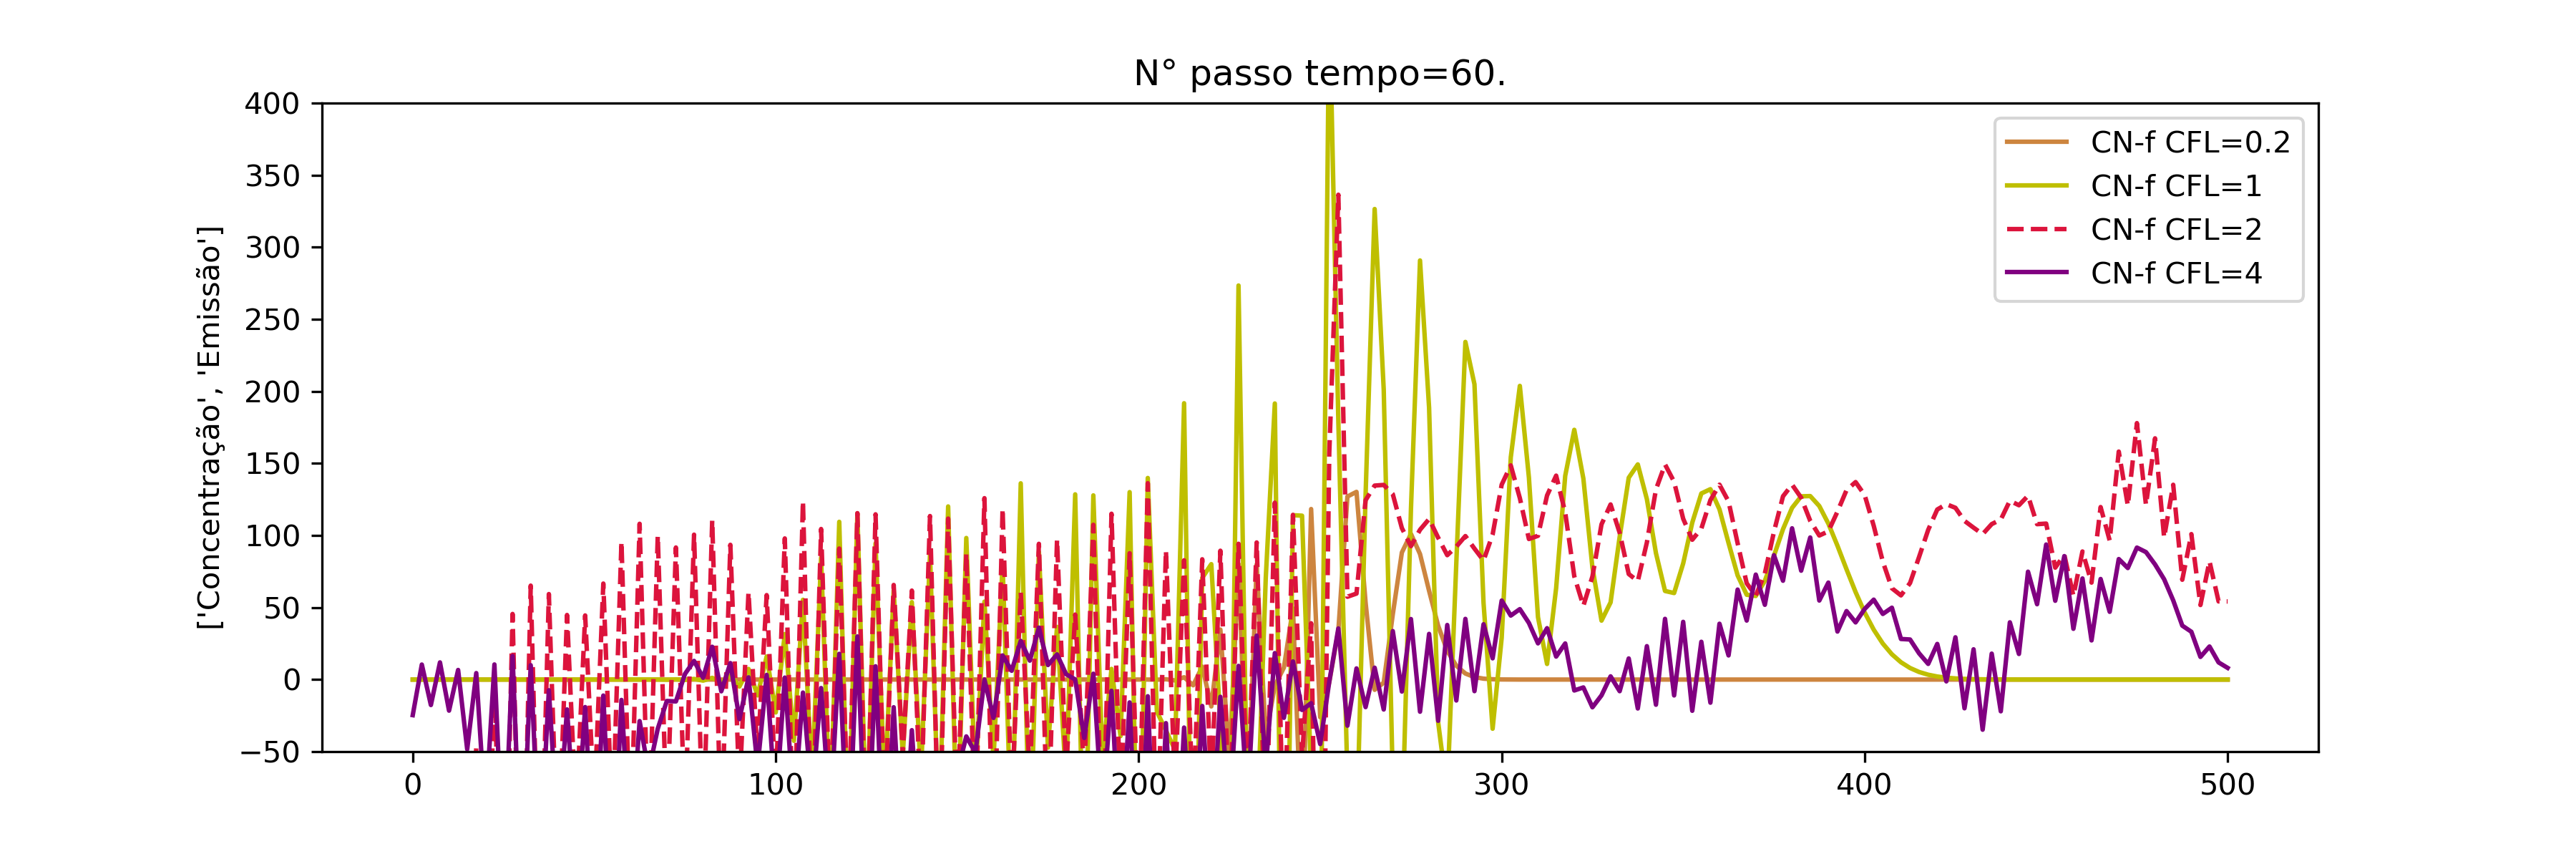 N° passo tempo=60.
['Concentração', 'Emissão']
400
350
300
250
200
150
100
50
0
−50
0 100 200 300 400 500
CN-f CFL=0.2
CN-f CFL=1
CN-f CFL=2
CN-f CFL=4